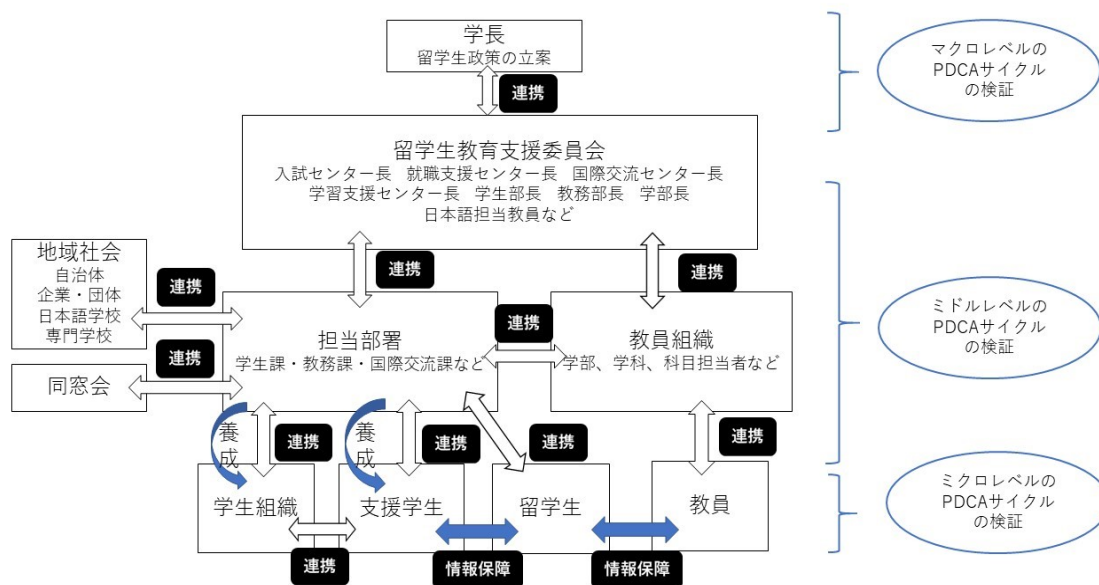 学長
留学生政策の立案
連携
マクロレベルの
PDCAサイクル
の検証
留学生教育支援委員会
入試センター長　就職支援センター長　国際交流センター長
学習支援センター長　学生部長　教務部長　学部長
日本語担当教員など
連携
連携
地域社会
自治体
企業・団体
日本語学校
専門学校
連携
連携
同窓会
担当部署
学生課・教務課・国際交流課など
連携
教員組織
学部、学科、科目担当者など
ミドルレベルの
PDCAサイクル
の検証
養成
連携
養成
連携
連携
連携
学生組織
支援学生
留学生
教員
連携
情報保障
情報保障
ミクロレベルの
PDCAサイクル
の検証